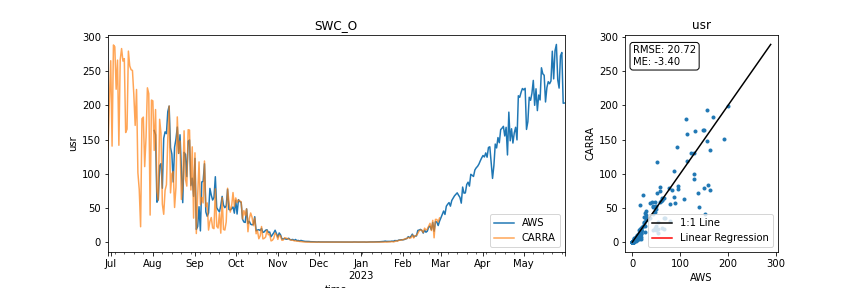 SWC_O
usr
300
250
200
150
100
50
0
usr
Jul Aug Sep Oct Nov Dec Jan Feb Mar Apr May
2023
time
AWS
CARRA
300
250
200
150
100
50
0
CARRA
RMSE: 20.72
ME: -3.40
1:1 Line
Linear Regression
0 100 200 300
AWS